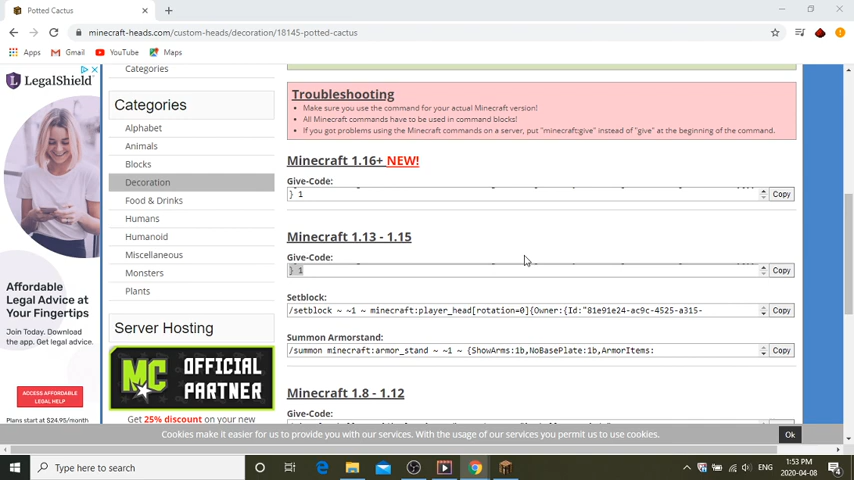 Potted Cactus
minecraft-heads.com/custom-heads/decoration/18145-potted-cactus
Apps
Gmail
YouTube
Maps
LegalShield
Affordable
Legal Advice at
Your Fingertips
Join Today. Download
the app. Get legal advice.
ACCESS AFFORDABLE
LEGAL HELP
Plans start at $24.95/month
Categories
Categories
Alphabet
Animals
Blocks
Decoration
Food & Drinks
Humans
Humanoid
Miscellaneous
Monsters
Plants
Server Hosting
MC
OFFICIAL
PARTNER
Get 25% discount on your new
Troubleshooting
Make sure you use the command for your actual Minecraft version!
All Minecraft commands have to be used in command blocks!
If you got problems using the Minecraft commands on a server, put "minecraft:give" instead of "give" at the beginning of the command.
Minecraft 1.16+ NEW!
Give-Code:
} 1
Copy
Minecraft 1.13 - 1.15
Give-Code:
} 1
Copy
Setblock:
/setblock ~ ~1 ~ minecraft:player_head[rotation=0]{Owner:{Id:"81e91e24-ac9c-4525-a315-
Copy
Summon Armorstand:
/summon minecraft:armor_stand ~ ~1 ~ {ShowArms:1b,NoBasePlate:1b,ArmorItems:
Copy
Minecraft 1.8 - 1.12
Give-Code:
Cookies make it easier for us to provide you with our services. With the usage of our services you permit us to use cookies.
Ok
Type here to search
ENG
1:53 PM
2020-04-08
4